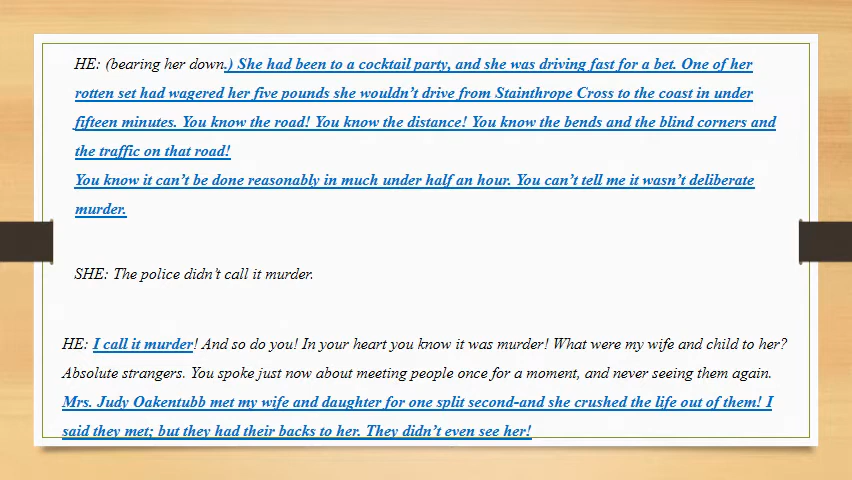 HE: (bearing her down.) She had been to a cocktail party, and she was driving fast for a bet. One of her
rotten set had wagered her five pounds she wouldn't drive from Stainthrope Cross to the coast in under
fifteen minutes. You know the road! You know the distance! You know the bends and the blind corners and
the traffic on that road!
You know it can't be done reasonably in much under half an hour. You can't tell me it wasn't deliberate
murder.
SHE: The police didn't call it murder.
HE: I call it murder! And so do you! In your heart you know it was murder! What were my wife and child to her?
Absolute strangers. You spoke just now about meeting people once for a moment, and never seeing them again.
Mrs. Judy Oakentubb met my wife and daughter for one split second-and she crushed the life out of them! I
said they met; but they had their backs to her. They didn't even see her!